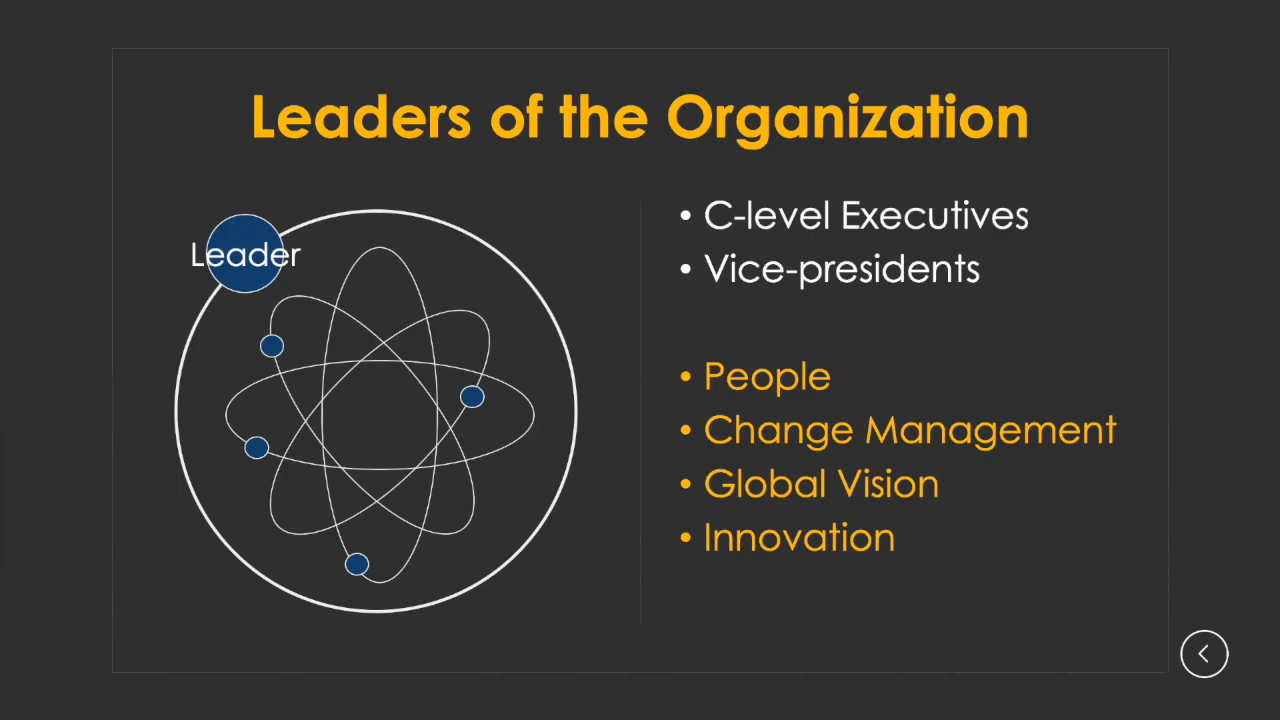 Leaders of the Organization
Leader
• C-level Executives
• Vice-presidents
• People
• Change Management
• Global Vision
• Innovation